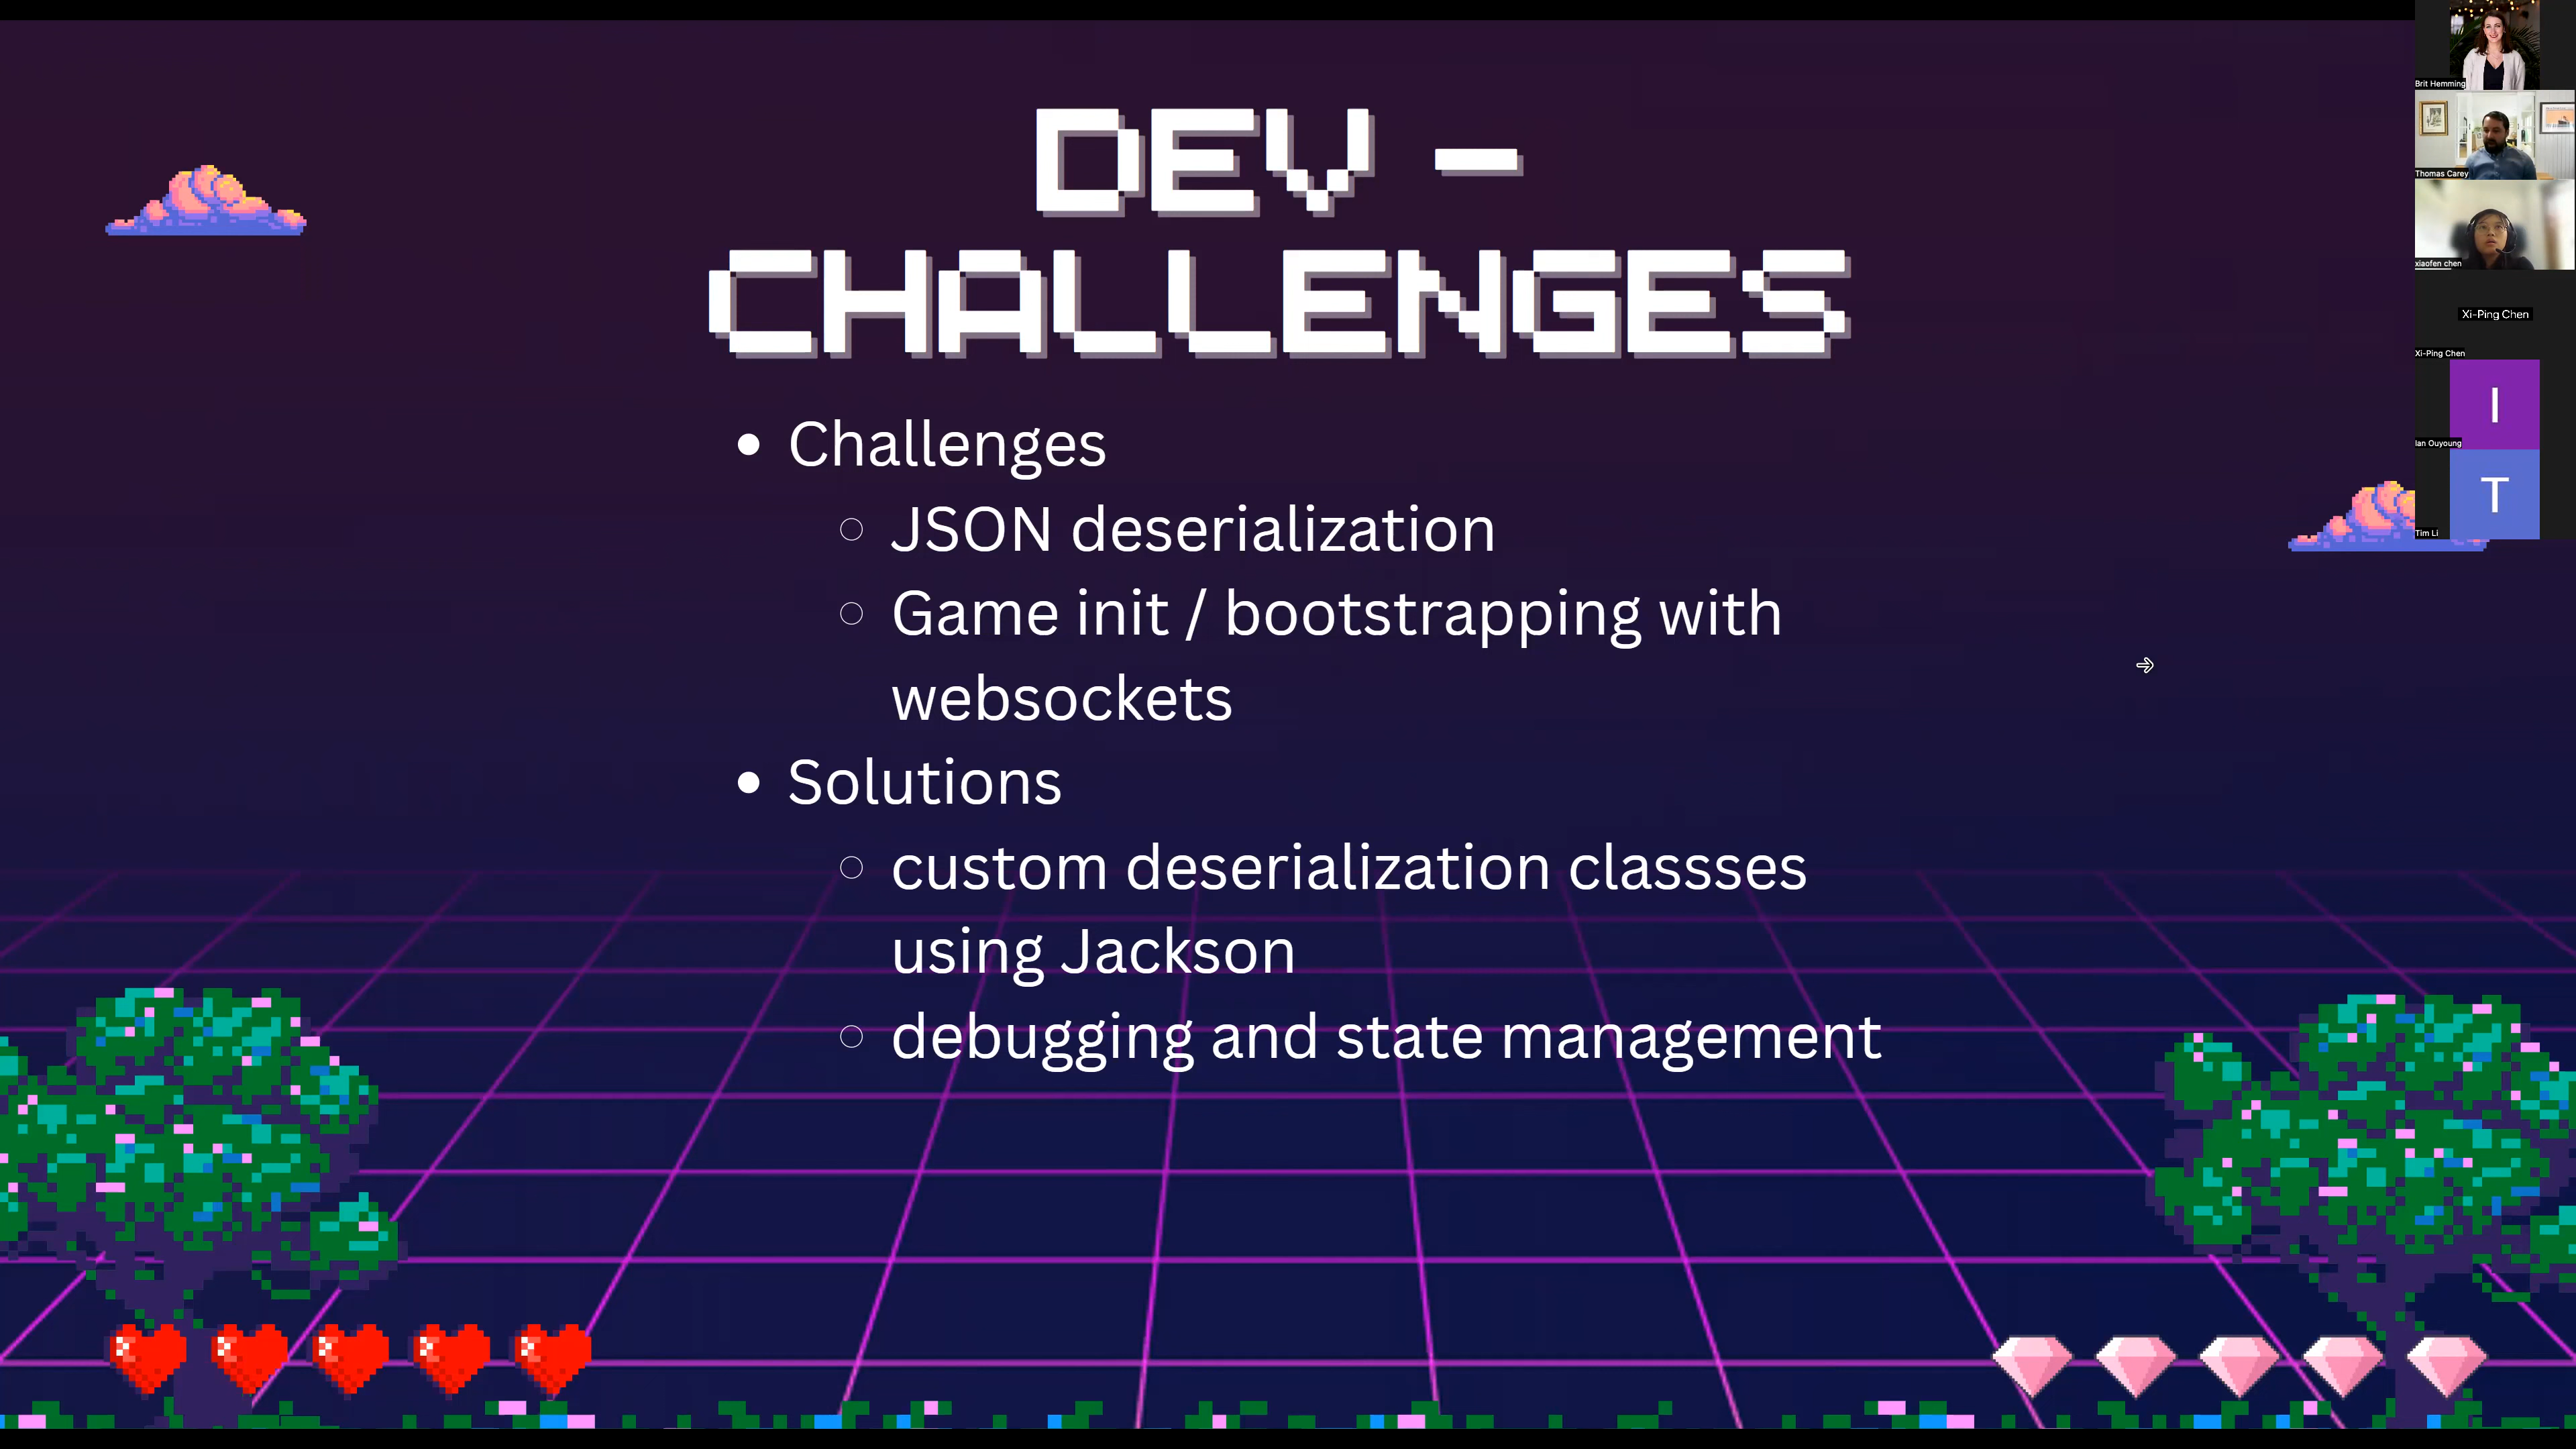 DEV -
CHALLENGES
Challenges
JSON deserialization
Game init / bootstrapping with
websockets
Solutions
custom deserialization classses
using Jackson
debugging and state management
Brit Hemming
Thomas Carey
xiaofen chen
Xi-Ping Chen
Xi-Ping Chen
I
Ian Ouyoung
T
Tim Li